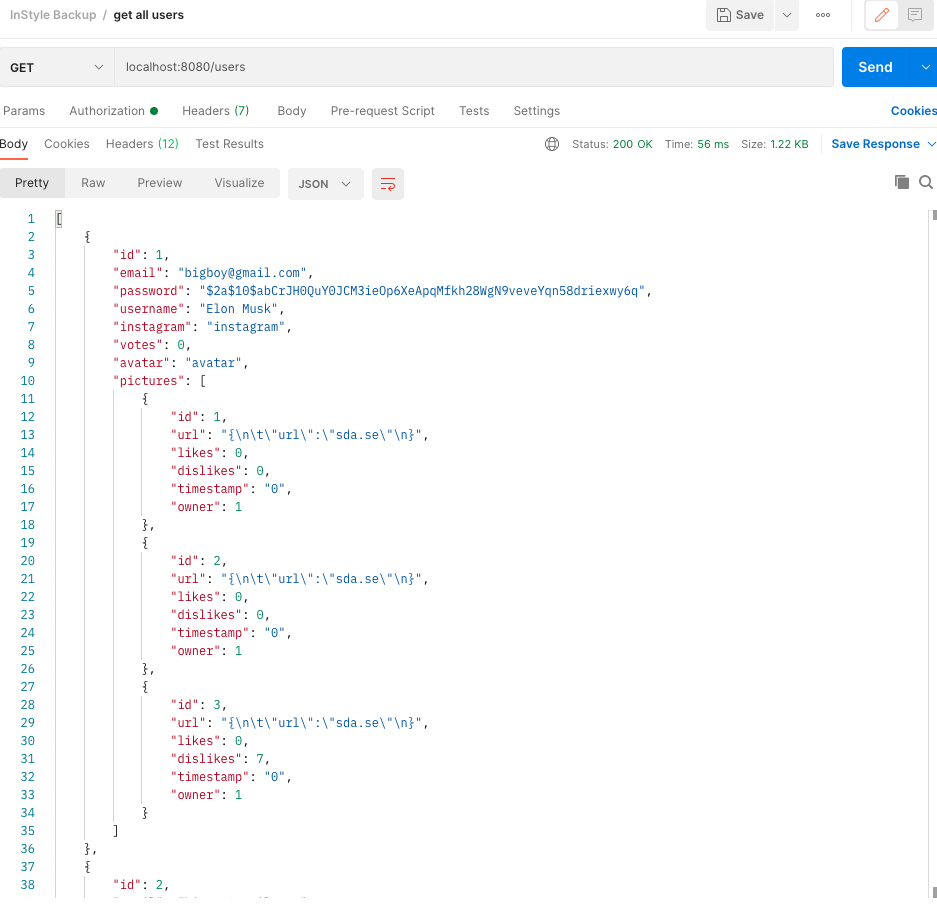 InStyle Backup / get all users
Save
GET localhost:8080/users Send
Params Authorization Headers (7) Body Pre-request Script Tests Settings Cookies
Body Cookies Headers (12) Test Results Status: 200 OK Time: 56 ms Size: 1.22 KB Save Response
Pretty Raw Preview Visualize JSON
1 [
2 {
3 "id": 1,
4 "email": "bigboy@gmail.com",
5 "password": "$2a$10$abCrJH0QuY0JCM3ieOp6XeApqMfkh28WgN9veveYqn58driexwy6q",
6 "username": "Elon Musk",
7 "instagram": "instagram",
8 "votes": 0,
9 "avatar": "avatar",
10 "pictures": [
11 {
12 "id": 1,
13 "url": "{\n\t\"url\":\"sda.se\"\n}",
14 "likes": 0,
15 "dislikes": 0,
16 "timestamp": "0",
17 "owner": 1
18 },
19 {
20 "id": 2,
21 "url": "{\n\t\"url\":\"sda.se\"\n}",
22 "likes": 0,
23 "dislikes": 0,
24 "timestamp": "0",
25 "owner": 1
26 },
27 {
28 "id": 3,
29 "url": "{\n\t\"url\":\"sda.se\"\n}",
30 "likes": 0,
31 "dislikes": 7,
32 "timestamp": "0",
33 "owner": 1
34 }
35 ]
36 },
37 {
38 "id": 2,